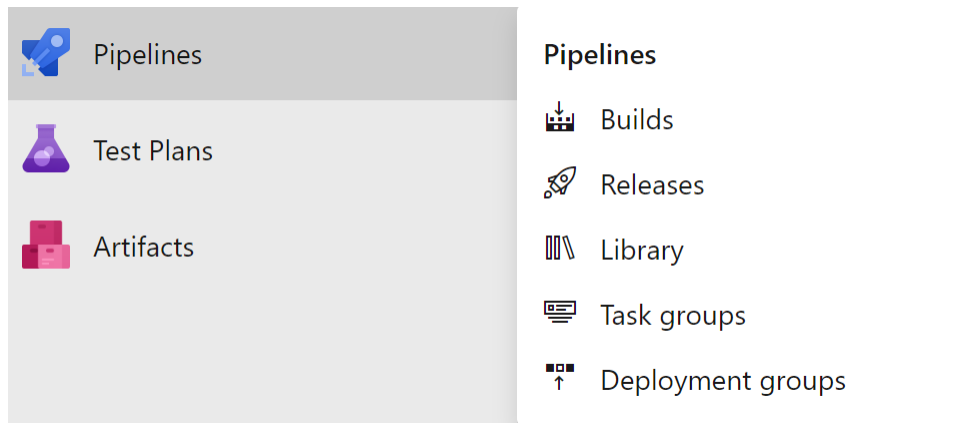 Pipelines
Test Plans
Artifacts
Pipelines
Builds
Releases
Library
Task groups
Deployment groups